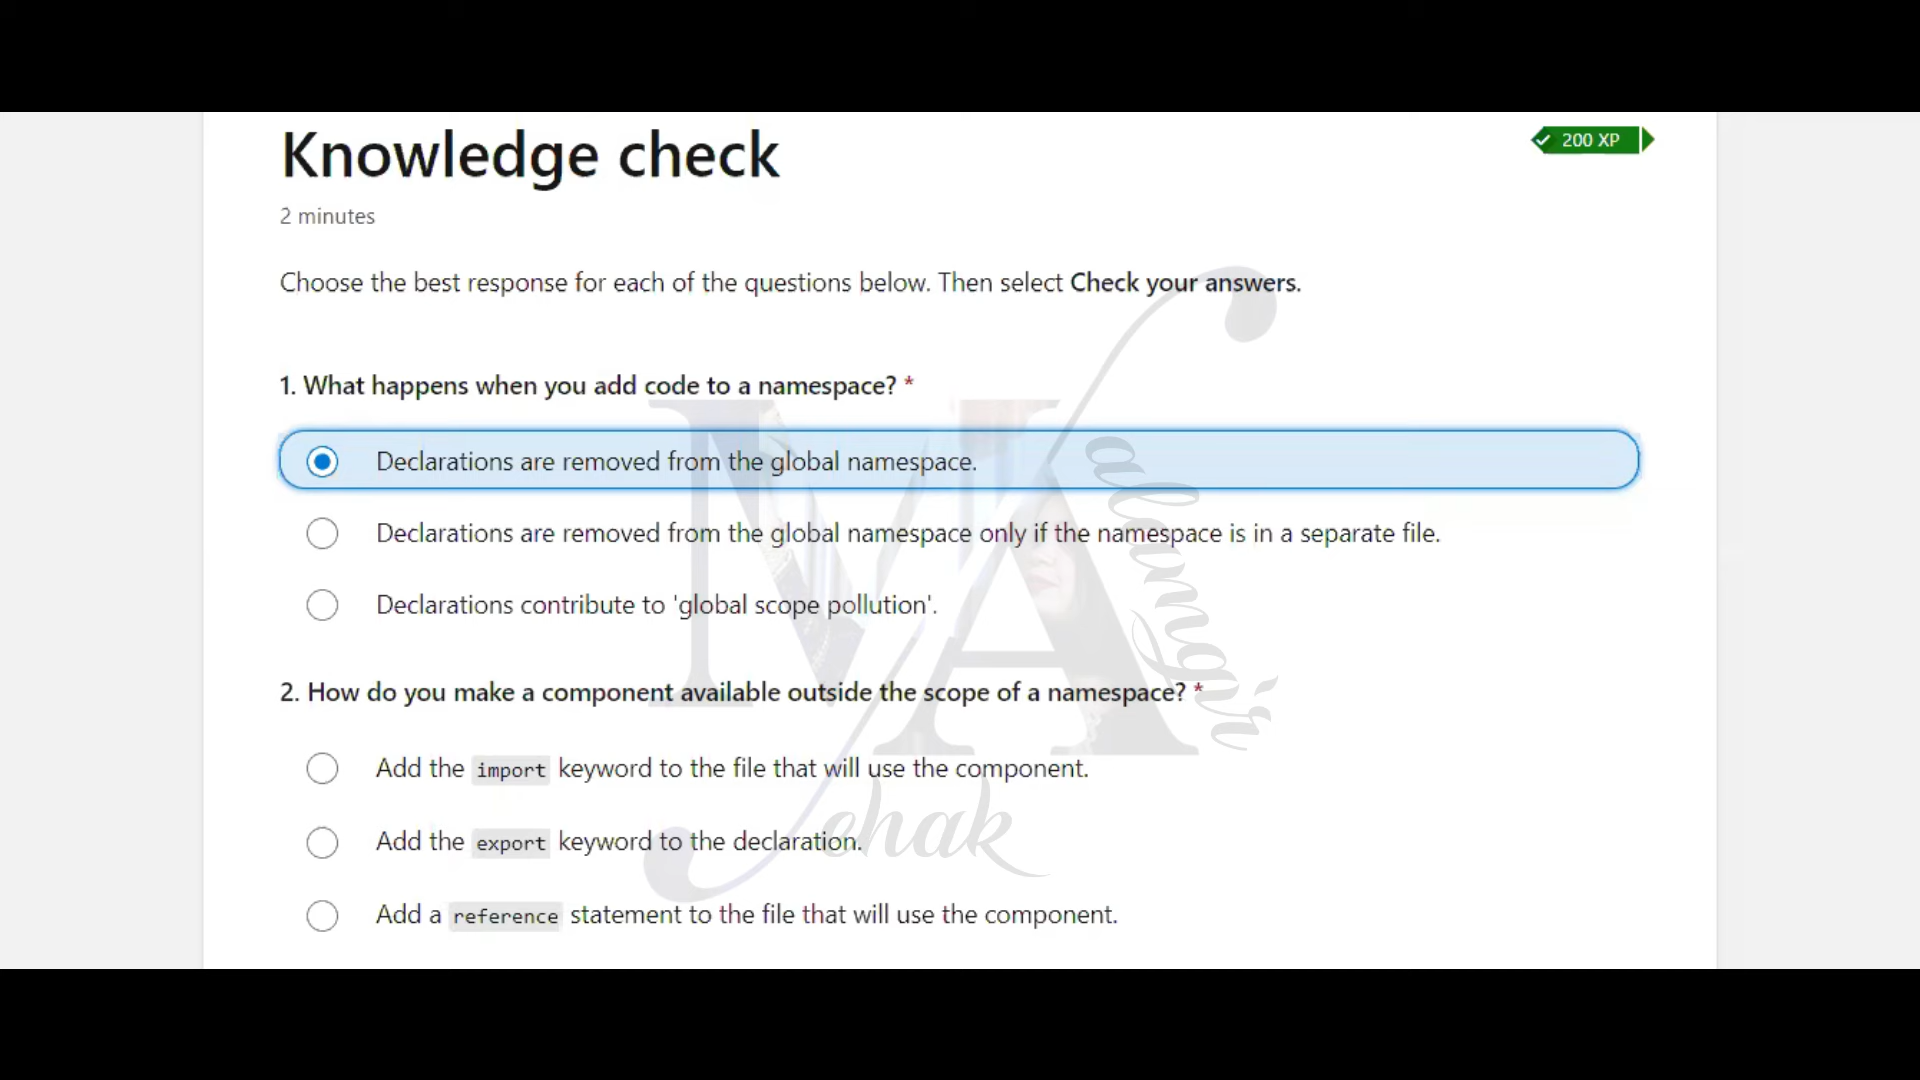 Knowledge check
200 XP
2 minutes
Choose the best response for each of the questions below. Then select Check your answers.
1. What happens when you add code to a namespace? *
Declarations are removed from the global namespace.
Declarations are removed from the global namespace only if the namespace is in a separate file.
Declarations contribute to 'global scope pollution'.
2. How do you make a component available outside the scope of a namespace? *
Add the import keyword to the file that will use the component.
Add the export keyword to the declaration.
Add a reference statement to the file that will use the component.
MA
alamgir
chak